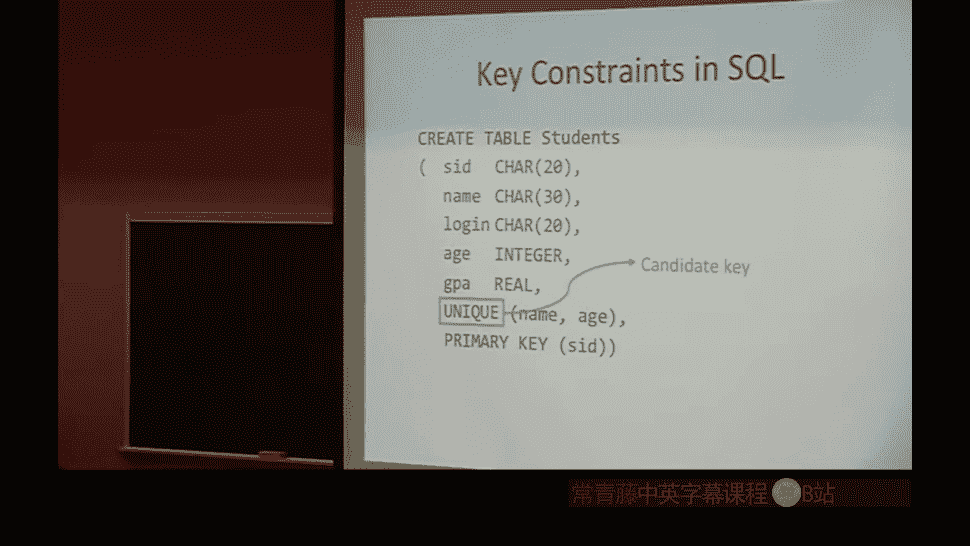 Key Constraints in SQL
CREATE TABLE Students
( sid CHAR(20),
name CHAR(30),
login CHAR(20),
age INTEGER,
gpa REAL,
Candidate key
UNIQUE (name, age),
PRIMARY KEY (sid))
常青藤中英字幕课程 B站